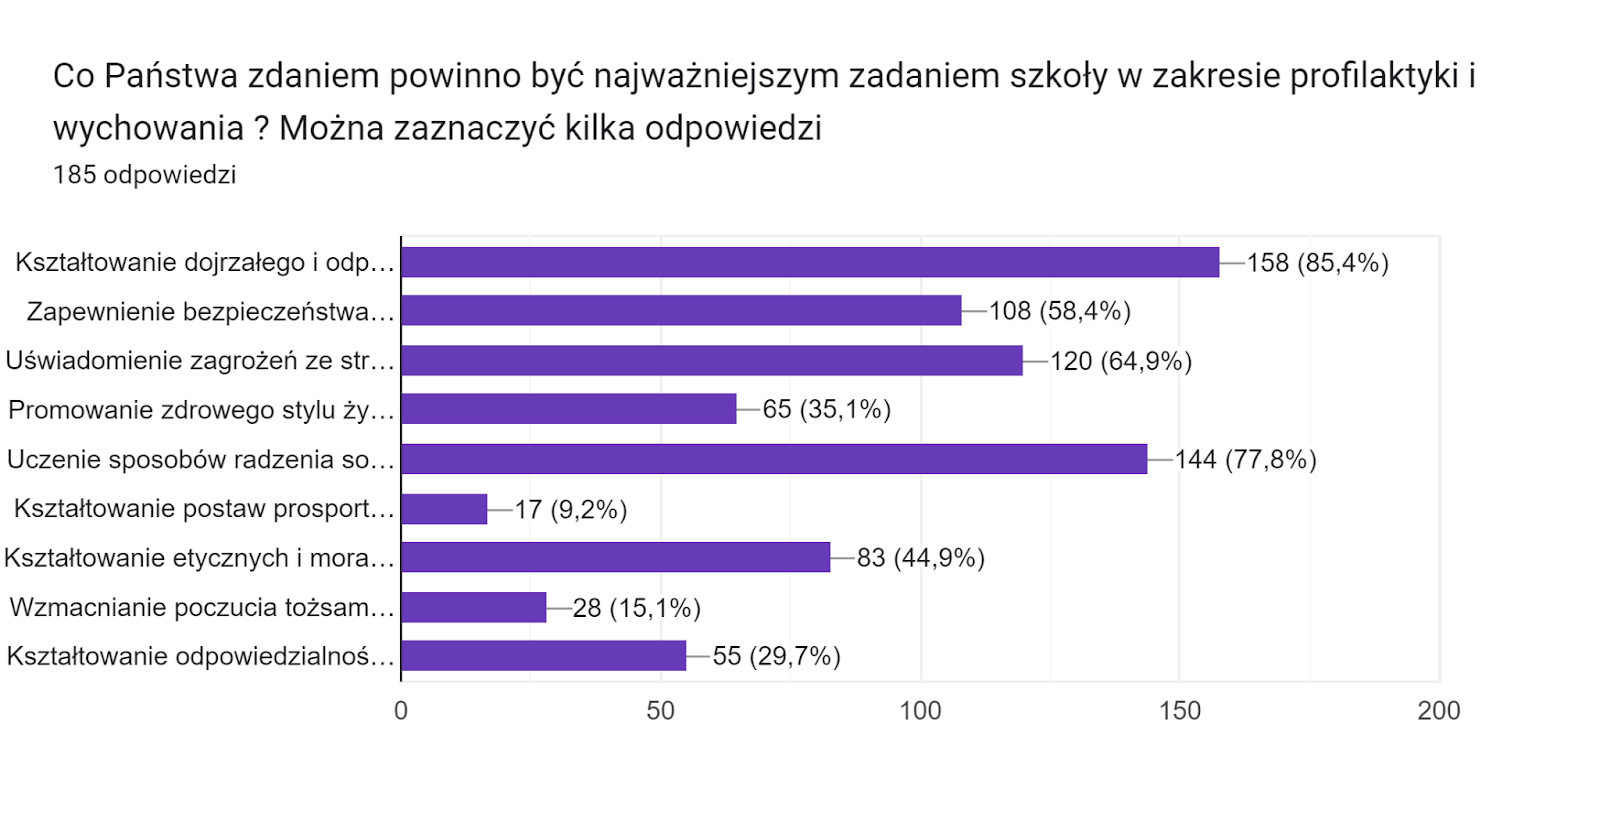 Co Państwa zdaniem powinno być najważniejszym zadaniem szkoły w zakresie profilaktyki i
wychowania ? Można zaznaczyć kilka odpowiedzi
185 odpowiedzi
Kształtowanie dojrzałego i odp… 158 (85,4%)
Zapewnienie bezpieczeństwa… 108 (58,4%)
Uświadomienie zagrożeń ze str… 120 (64,9%)
Promowanie zdrowego stylu ży… 65 (35,1%)
Uczenie sposobów radzenia so… 144 (77,8%)
Kształtowanie postaw prosport… 17 (9,2%)
Kształtowanie etycznych i mora… 83 (44,9%)
Wzmacnianie poczucia tożsam… 28 (15,1%)
Kształtowanie odpowiedzialnoś… 55 (29,7%)
0 50 100 150 200